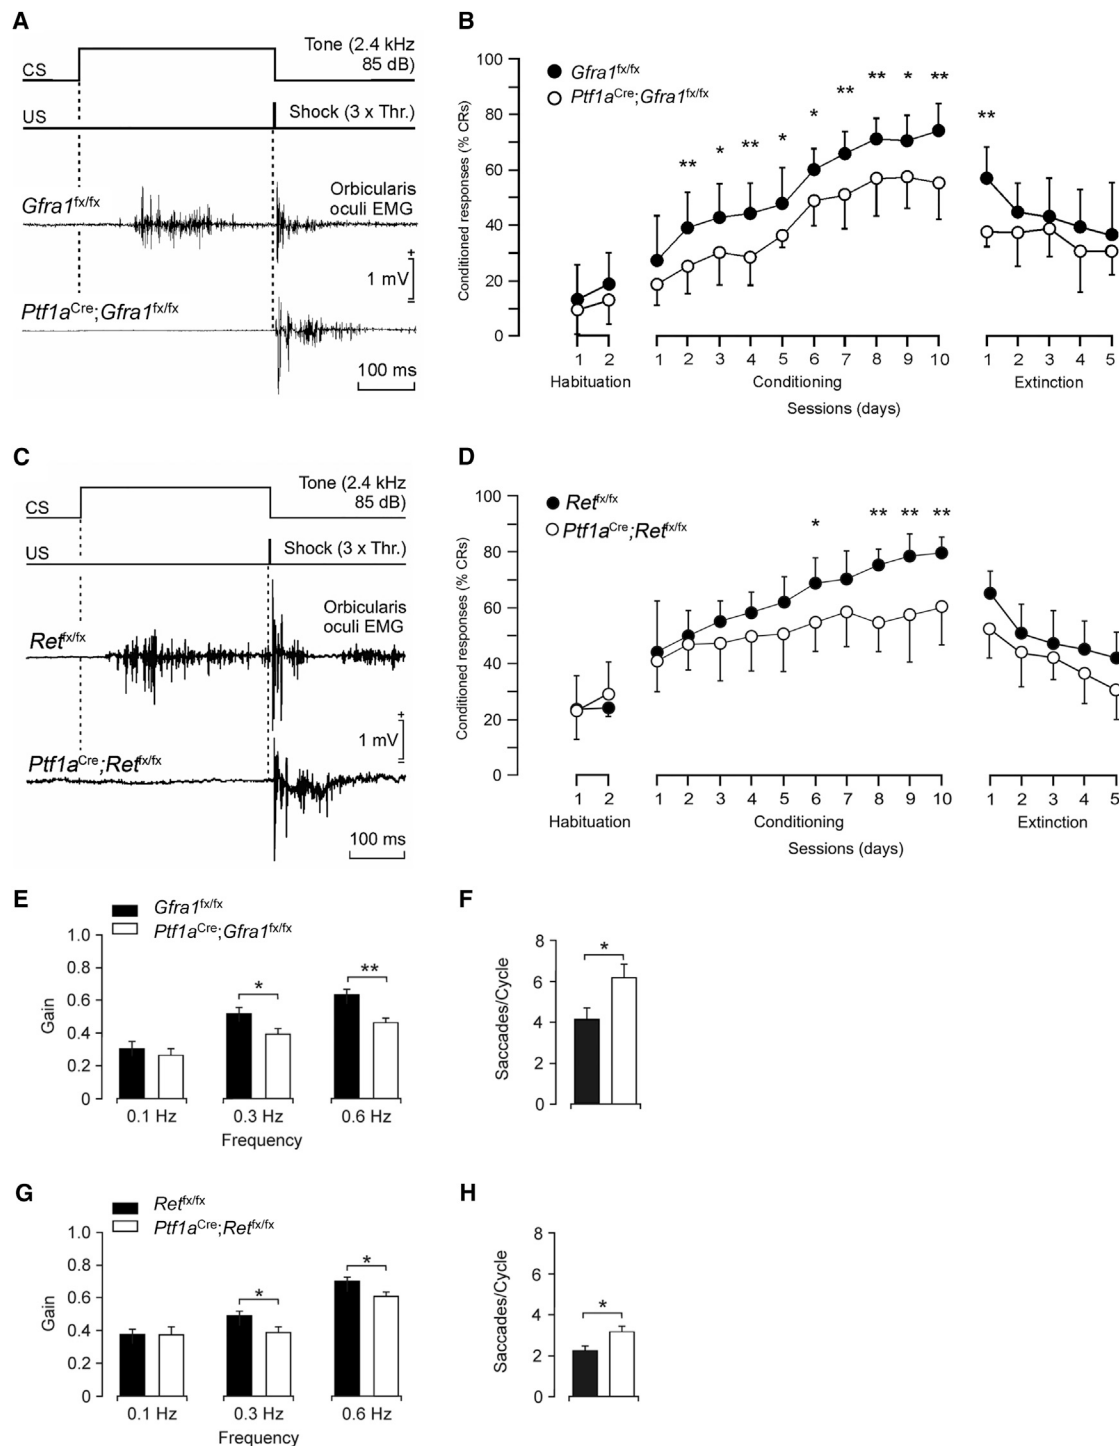 A
Tone (2.4 kHz
85 dB)
CS
US
Shock (3 x Thr.)
Gfra1fx/fx
Orbicularis
oculi EMG
+
1 mV
–
Ptf1aCre;Gfra1fx/fx
100 ms
B
Gfra1fx/fx
Ptf1aCre;Gfra1fx/fx
Conditioned responses (% CRs)
100
80
60
40
20
0
** * ** * * ** ** * **
**
1 2
1 2 3 4 5 6 7 8 9 10
1 2 3 4 5
Habituation
Conditioning
Extinction
Sessions (days)
C
Tone (2.4 kHz
85 dB)
CS
US
Shock (3 x Thr.)
Orbicularis
oculi EMG
Retfx/fx
+
1 mV
–
Ptf1aCre;Retfx/fx
100 ms
D
Retfx/fx
Ptf1aCre;Retfx/fx
Conditioned responses (% CRs)
100
80
60
40
20
0
* ** ** **
1 2
1 2 3 4 5 6 7 8 9 10
1 2 3 4 5
Habituation
Conditioning
Extinction
Sessions (days)
E
Gfra1fx/fx
Ptf1aCre;Gfra1fx/fx
Gain
1.0
0.8
0.6
0.4
0.2
0
* **
0.1 Hz
0.3 Hz
0.6 Hz
Frequency
F
Saccades/Cycle
8
6
4
2
0
*
G
Retfx/fx
Ptf1aCre;Retfx/fx
Gain
1.0
0.8
0.6
0.4
0.2
0
* *
0.1 Hz
0.3 Hz
0.6 Hz
Frequency
H
Saccades/Cycle
8
6
4
2
0
*